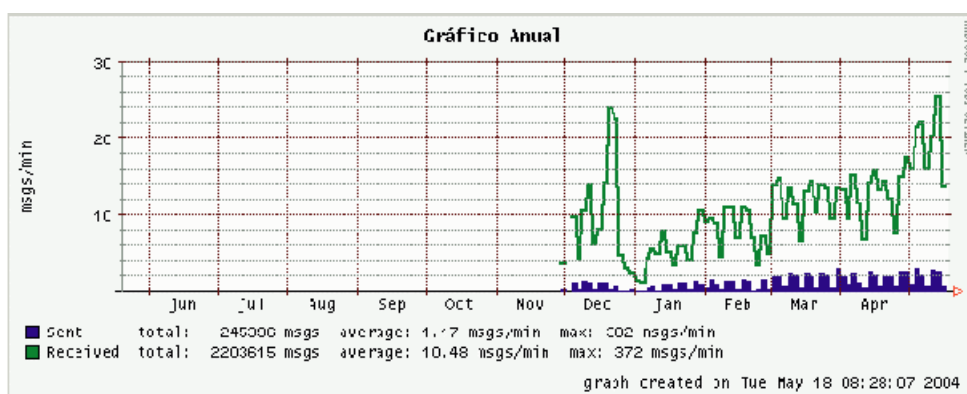 Gráfico Anual
30
20
10
msgs/min
Jun Jul Aug Sep Oct Nov Dec Jan Feb Mar Apr
Sent total: msgs average: msgs/min max: msgs/min
Received total: 2203615 msgs average: 10.48 msgs/min max: 372 msgs/min
graph created on Tue May 18 08:28:07 2004